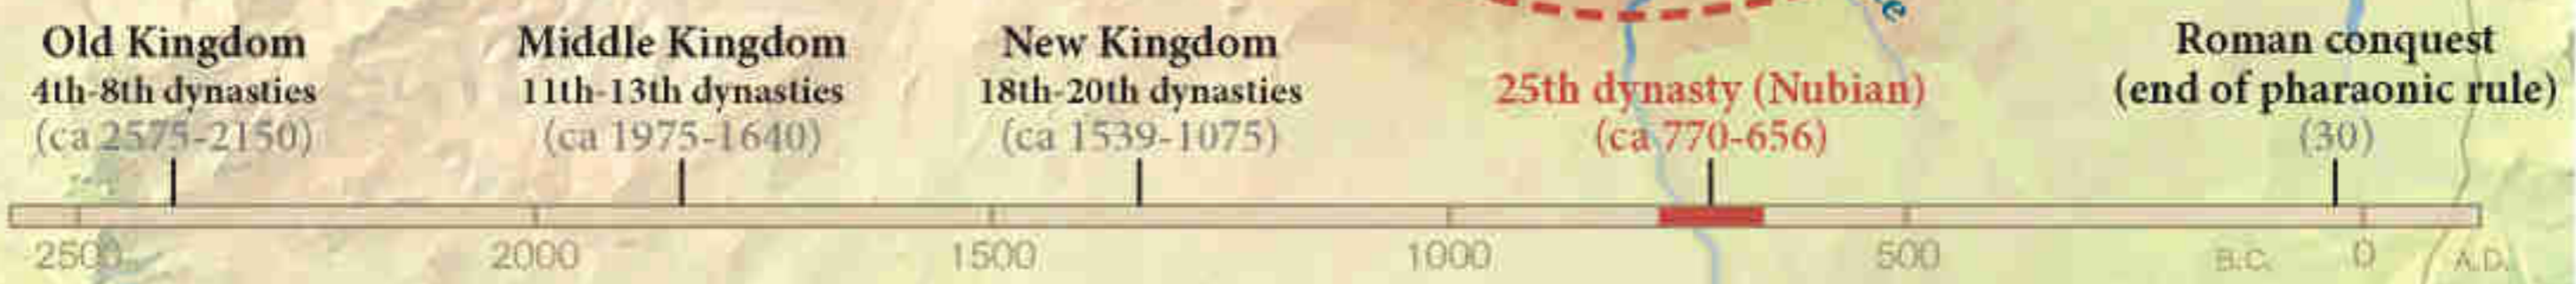 Old Kingdom
4th-8th dynasties
(ca 2575-2150)
Middle Kingdom
11th-13th dynasties
(ca 1975-1640)
New Kingdom
18th-20th dynasties
(ca 1539-1075)
25th dynasty (Nubian)
(ca 770-656)
Roman conquest
(end of pharaonic rule)
(30)
2500 2000 1500 1000 500 B.C. 0 A.D.